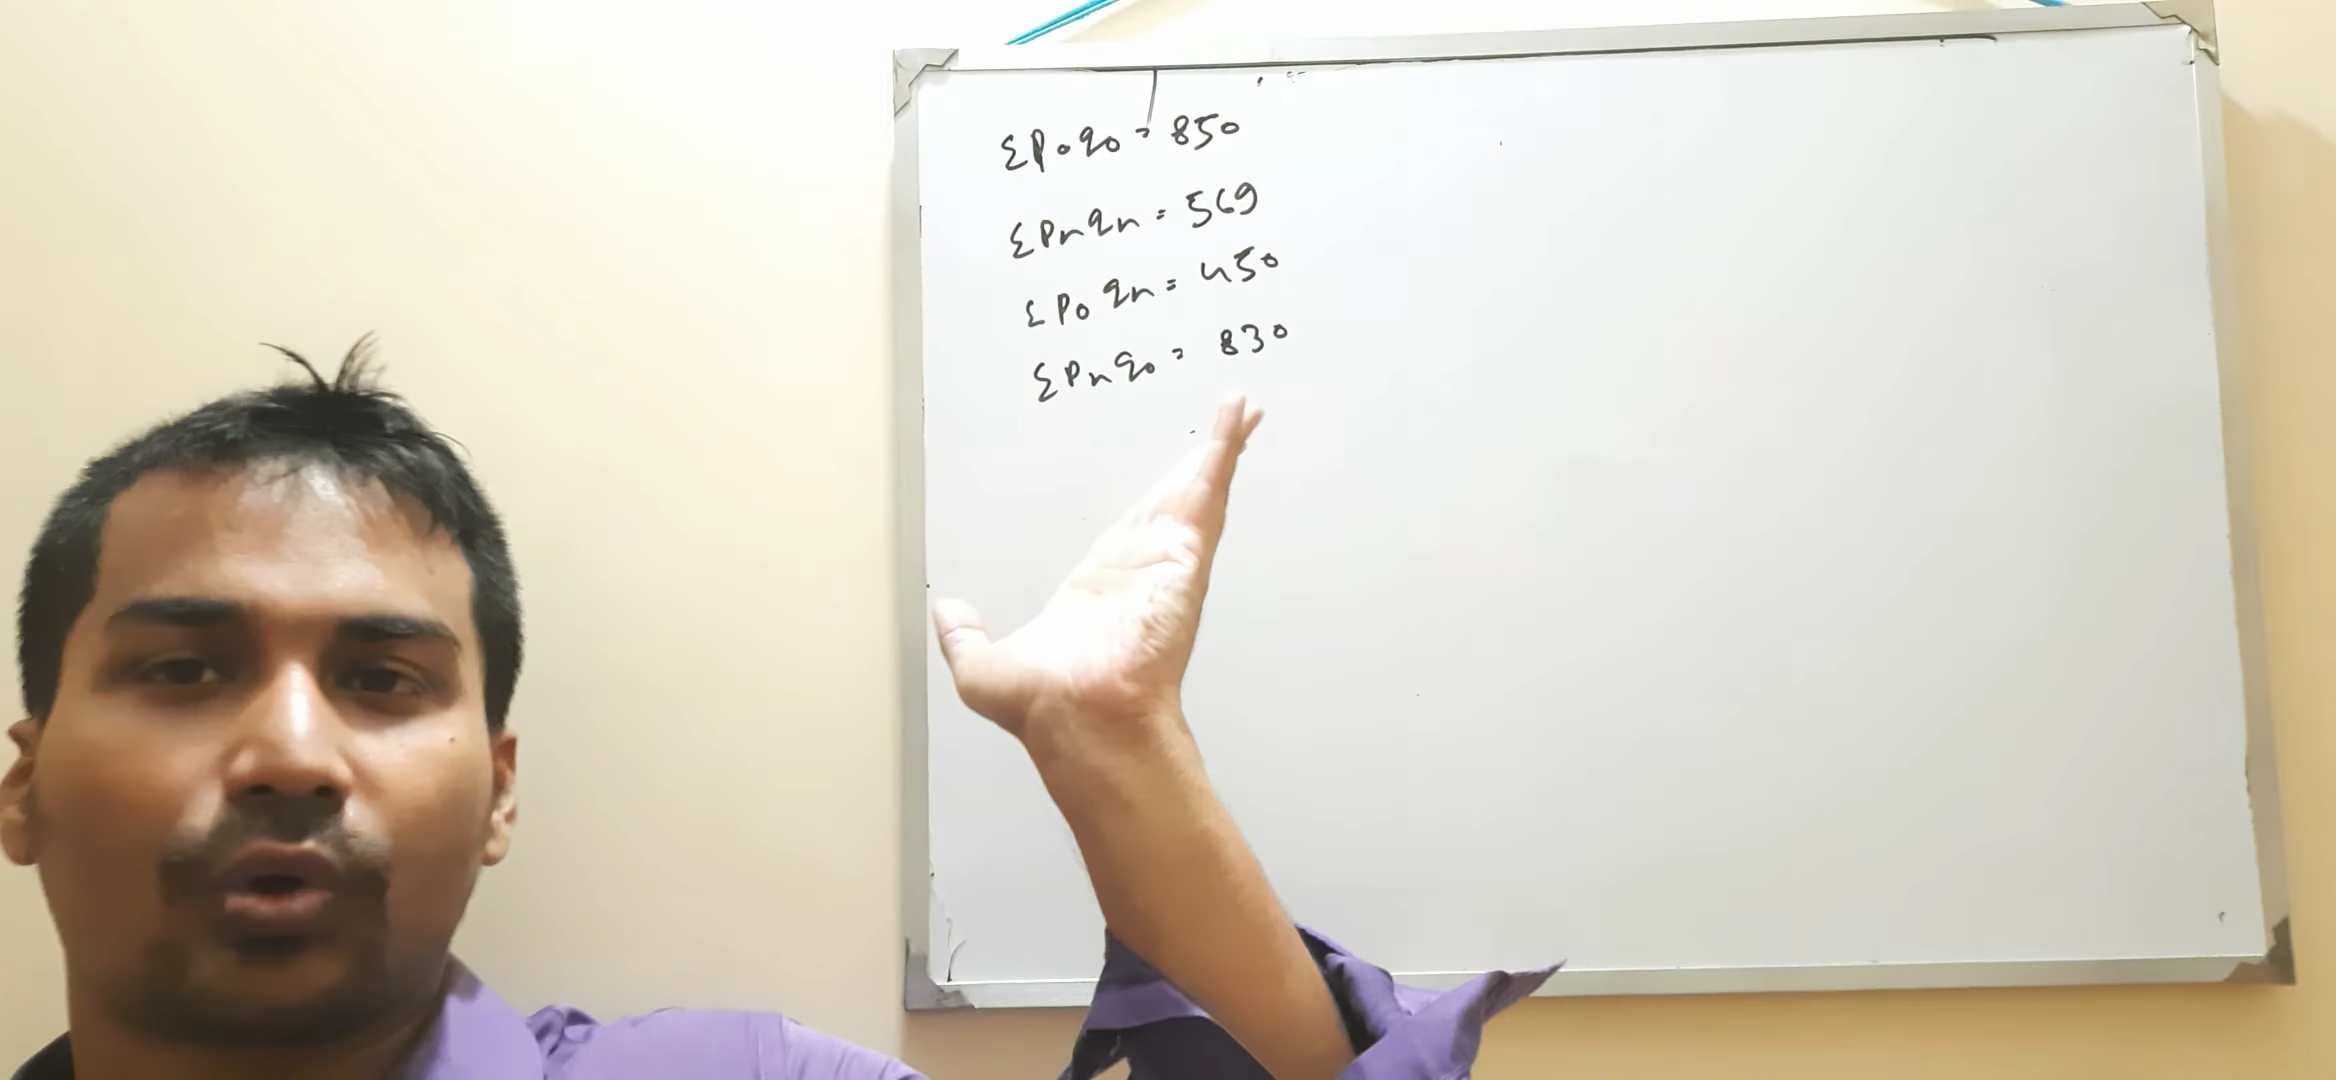 ΣP₀q₀ = 850
ΣPₙqₙ = 569
ΣP₀qₙ = 450
ΣPₙq₀ = 830